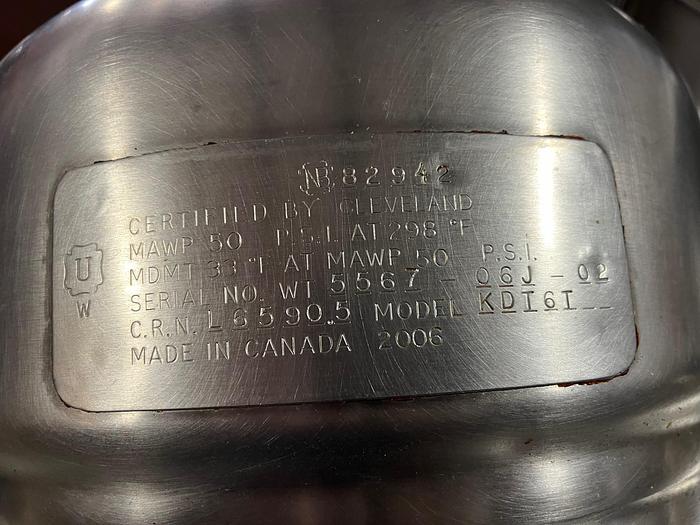 NB 82942
CERTIFIED BY CLEVELAND
MAWP 50 P.S.I. AT 298 °F
MDMT 33 °F AT MAWP 50 P.S.I.
U
W
SERIAL NO. WT 5567 - 06J - 02
C.R.N. L6590.5 MODEL KDT6T
MADE IN CANADA 2006